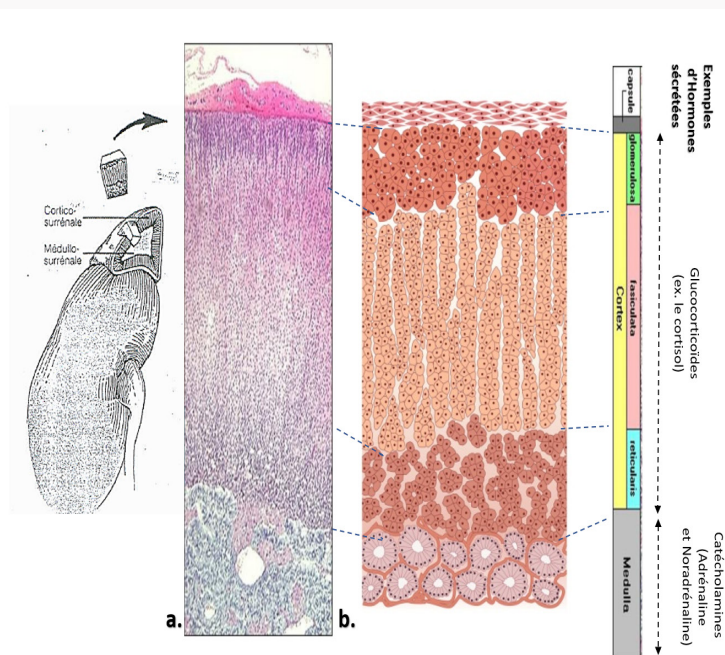 Exemples
d'Hormones
sécrétées
capsule
glomerulosa
fasiculata
reticularis
Cortex
Medulla
Glucocorticoïdes
(ex. le cortisol)
Catécholamines
(Adrénaline
et Noradrénaline)
Cortico-
surrénale
Médullo-
surrénale
a.
b.